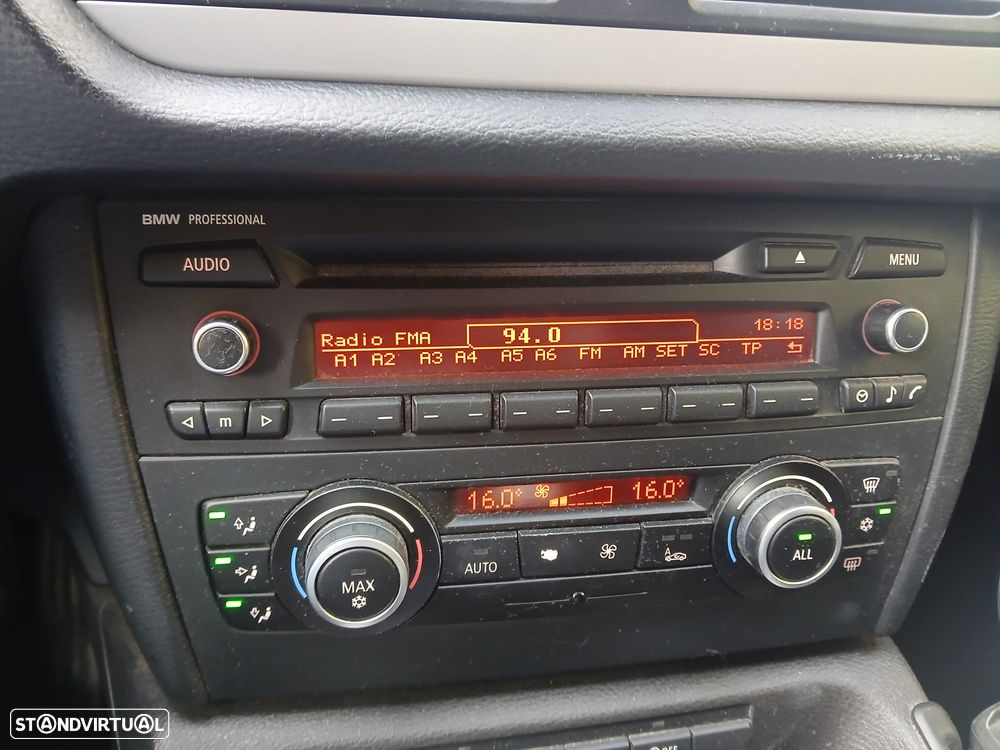 BMW PROFESSIONAL
AUDIO
MENU
Radio FMA 94.0 18:18
A1 A2 A3 A4 A5 A6 FM AM SET SC TP
m
16.0° 16.0°
MAX
AUTO
A
ALL
OFF
STANDVIRTUAL